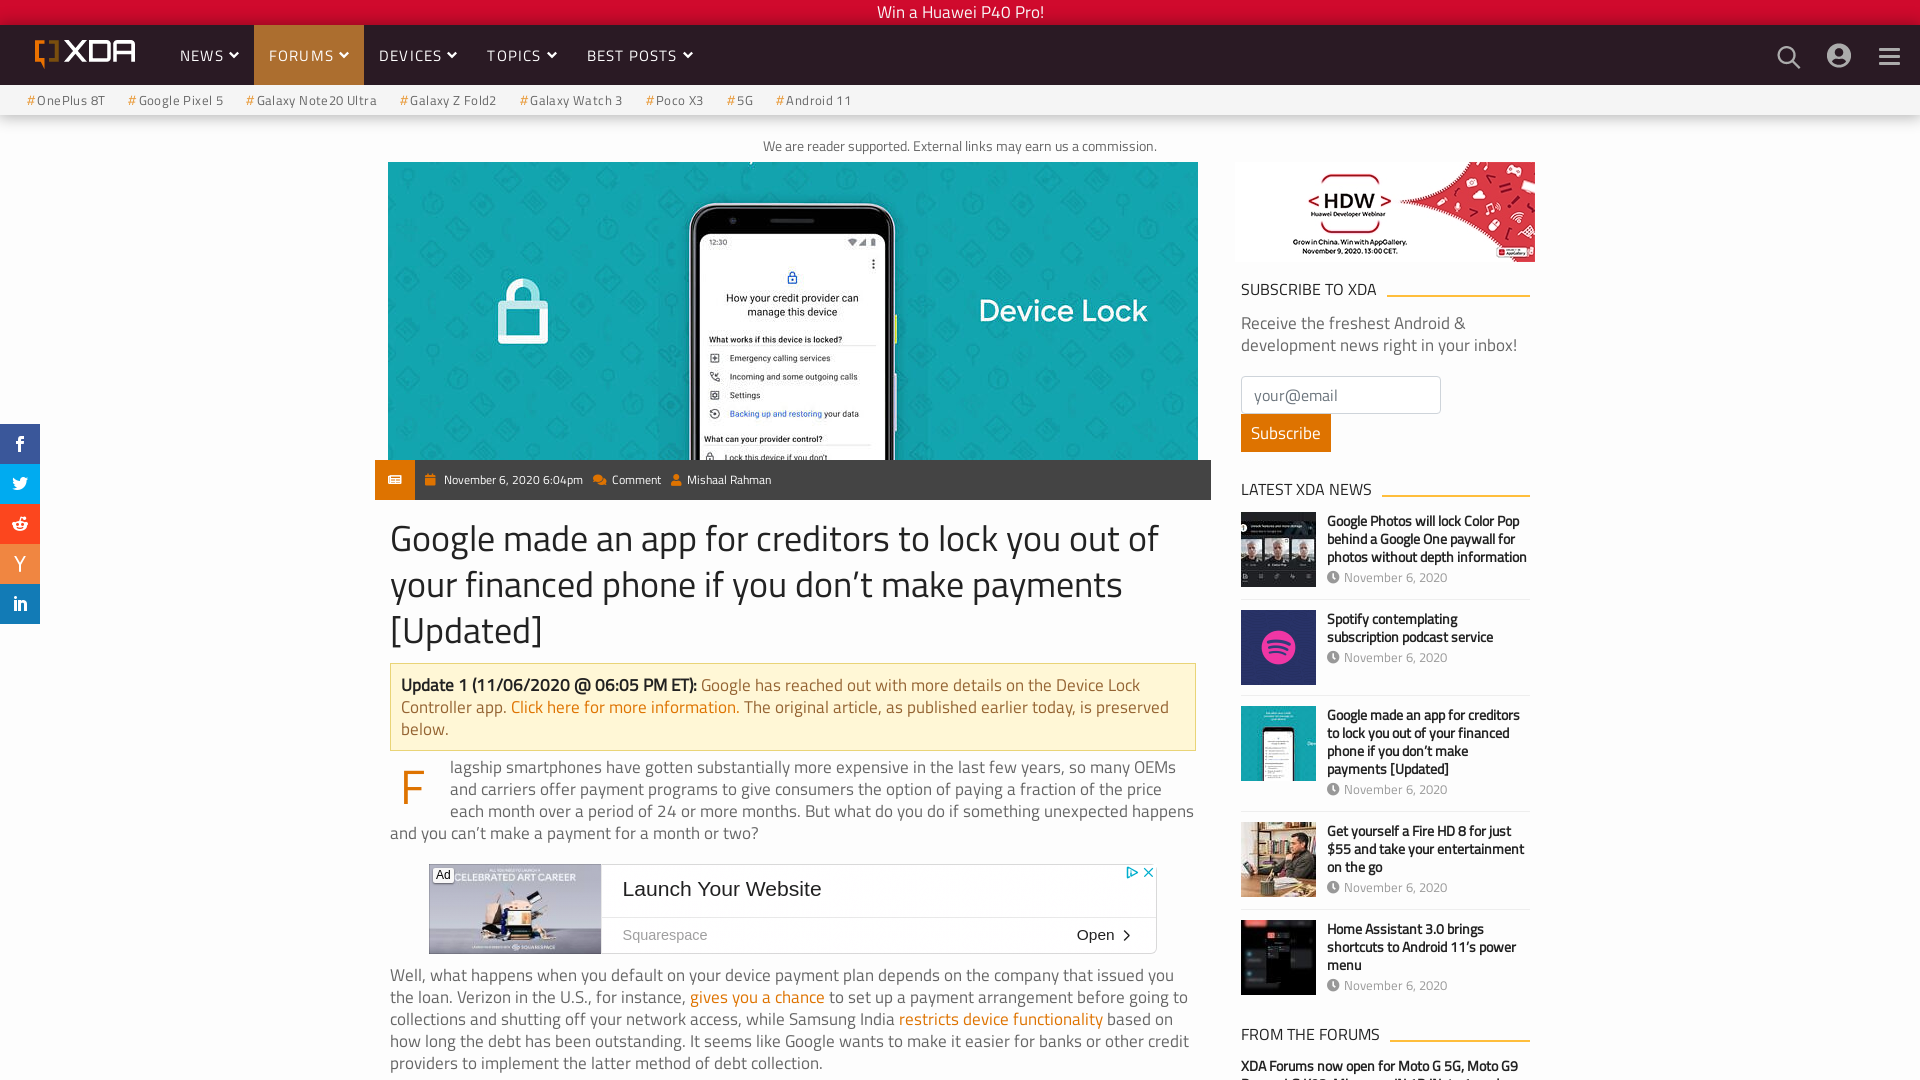 Win a Huawei P40 Pro!
XDA
NEWS FORUMS DEVICES TOPICS BEST POSTS
#OnePlus 8T #Google Pixel 5 #Galaxy Note20 Ultra #Galaxy Z Fold2 #Galaxy Watch 3 #Poco X3 #5G #Android 11
We are reader supported. External links may earn us a commission.
12:30
How your credit provider can
manage this device
What works if this device is locked?
Emergency calling services
Incoming and some outgoing calls
Settings
Backing up and restoring your data
What can your provider control?
Lock this device if you don't
Device Lock
November 6, 2020 6:04pm Comment Mishaal Rahman
Google made an app for creditors to lock you out of
your financed phone if you don’t make payments
[Updated]
Update 1 (11/06/2020 @ 06:05 PM ET): Google has reached out with more details on the Device Lock
Controller app. Click here for more information. The original article, as published earlier today, is preserved
below.
Flagship smartphones have gotten substantially more expensive in the last few years, so many OEMs
and carriers offer payment programs to give consumers the option of paying a fraction of the price
each month over a period of 24 or more months. But what do you do if something unexpected happens
and you can’t make a payment for a month or two?
Ad
CELEBRATED ART CAREER
SQUARESPACE
Launch Your Website
Squarespace
Open
Well, what happens when you default on your device payment plan depends on the company that issued you
the loan. Verizon in the U.S., for instance, gives you a chance to set up a payment arrangement before going to
collections and shutting off your network access, while Samsung India restricts device functionality based on
how long the debt has been outstanding. It seems like Google wants to make it easier for banks or other credit
providers to implement the latter method of debt collection.
<HDW>
Huawei Developer Webinar
Grow in China. Win with AppGallery.
November 9, 2020. 13:00 CET.
SUBSCRIBE TO XDA
Receive the freshest Android &
development news right in your inbox!
your@email
Subscribe
LATEST XDA NEWS
Google Photos will lock Color Pop
behind a Google One paywall for
photos without depth information
November 6, 2020
Spotify contemplating
subscription podcast service
November 6, 2020
Google made an app for creditors
to lock you out of your financed
phone if you don’t make
payments [Updated]
November 6, 2020
Get yourself a Fire HD 8 for just
$55 and take your entertainment
on the go
November 6, 2020
Home Assistant 3.0 brings
shortcuts to Android 11’s power
menu
November 6, 2020
FROM THE FORUMS
XDA Forums now open for Moto G 5G, Moto G9